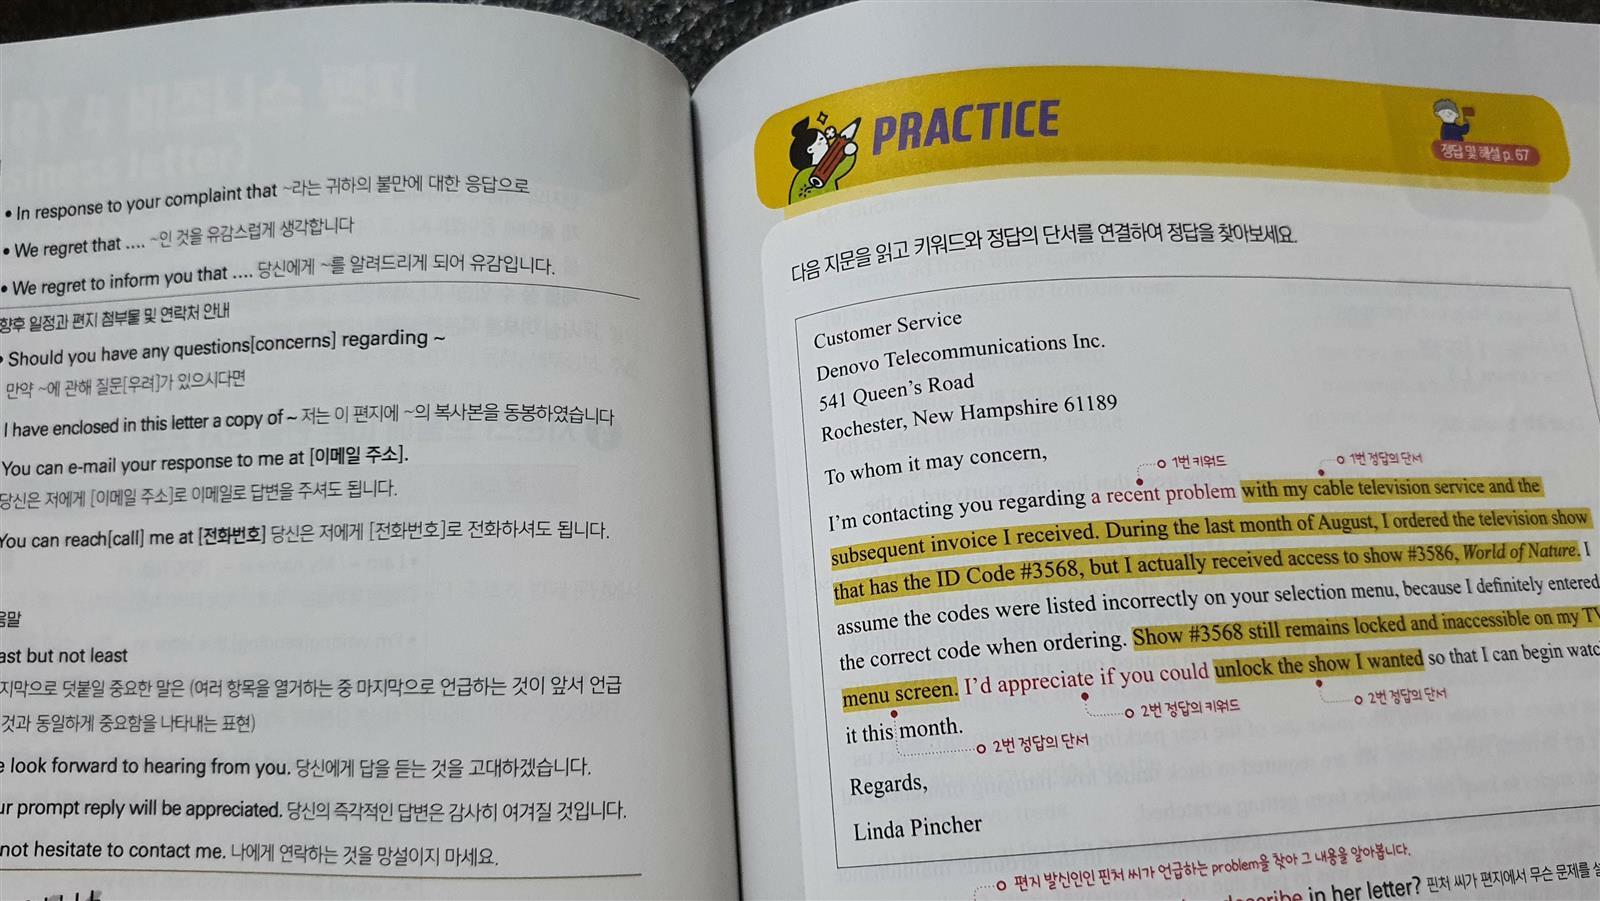 • In response to your complaint that ~라는 귀하의 불만에 대한 응답으로
• We regret that .... ~인 것을 유감스럽게 생각합니다
• We regret to inform you that .... 당신에게 ~를 알려드리게 되어 유감입니다.
향후 일정과 편지 첨부물 및 연락처 안내
• Should you have any questions[concerns] regarding ~
만약 ~에 관해 질문[우려]가 있으시다면
I have enclosed in this letter a copy of ~ 저는 이 편지에 ~의 복사본을 동봉하였습니다
You can e-mail your response to me at [이메일 주소].
당신은 저에게 [이메일 주소]로 이메일로 답변을 주셔도 됩니다.
You can reach[call] me at [전화번호] 당신은 저에게 [전화번호]로 전화하셔도 됩니다.
음말
ast but not least
지막으로 덧붙일 중요한 말은 (여러 항목을 열거하는 중 마지막으로 언급하는 것이 앞서 언급
것과 동일하게 중요함을 나타내는 표현)
e look forward to hearing from you. 당신에게 답을 듣는 것을 고대하겠습니다.
ur prompt reply will be appreciated. 당신의 즉각적인 답변은 감사히 여겨질 것입니다.
not hesitate to contact me. 나에게 연락하는 것을 망설이지 마세요.
PRACTICE
정답 및 해설 p. 67
다음 지문을 읽고 키워드와 정답의 단서를 연결하여 정답을 찾아보세요.
Customer Service
Denovo Telecommunications Inc.
541 Queen's Road
Rochester, New Hampshire 61189
To whom it may concern,
1번 키워드
1번 정답의 단서
I'm contacting you regarding a recent problem with my cable television service and the
subsequent invoice I received. During the last month of August, I ordered the television show
that has the ID Code #3568, but I actually received access to show #3586, World of Nature. I
assume the codes were listed incorrectly on your selection menu, because I definitely entered
the correct code when ordering. Show #3568 still remains locked and inaccessible on my TV
menu screen. I'd appreciate if you could unlock the show I wanted so that I can begin watc
2번 정답의 키워드
2번 정답의 단서
it this month.
2번 정답의 단서
Regards,
Linda Pincher
편지 발신인인 핀처 씨가 언급하는 problem을 찾아 그 내용을 알아봅니다.
in her letter? 핀처 씨가 편지에서 무슨 문제를